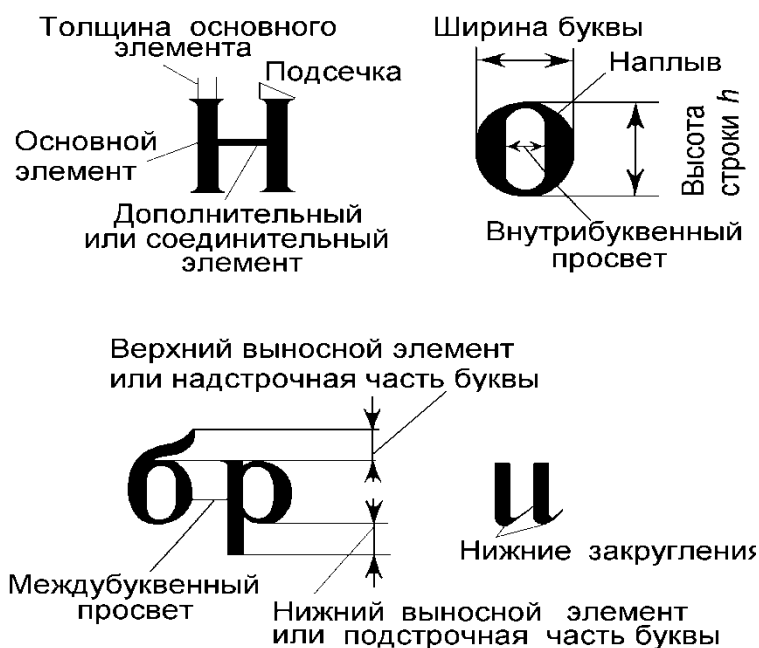 Толщина основного
элемента
Подсечка
Н
Основной
элемент
Дополнительный
или соединительный
элемент
Ширина буквы
Наплыв
О
Высота
строки h
Внутрибуквенный
просвет
Верхний выносной элемент
или надстрочная часть буквы
б р
Междубуквенный
просвет
Нижний выносной элемент
или подстрочная часть буквы
и
Нижние закругления